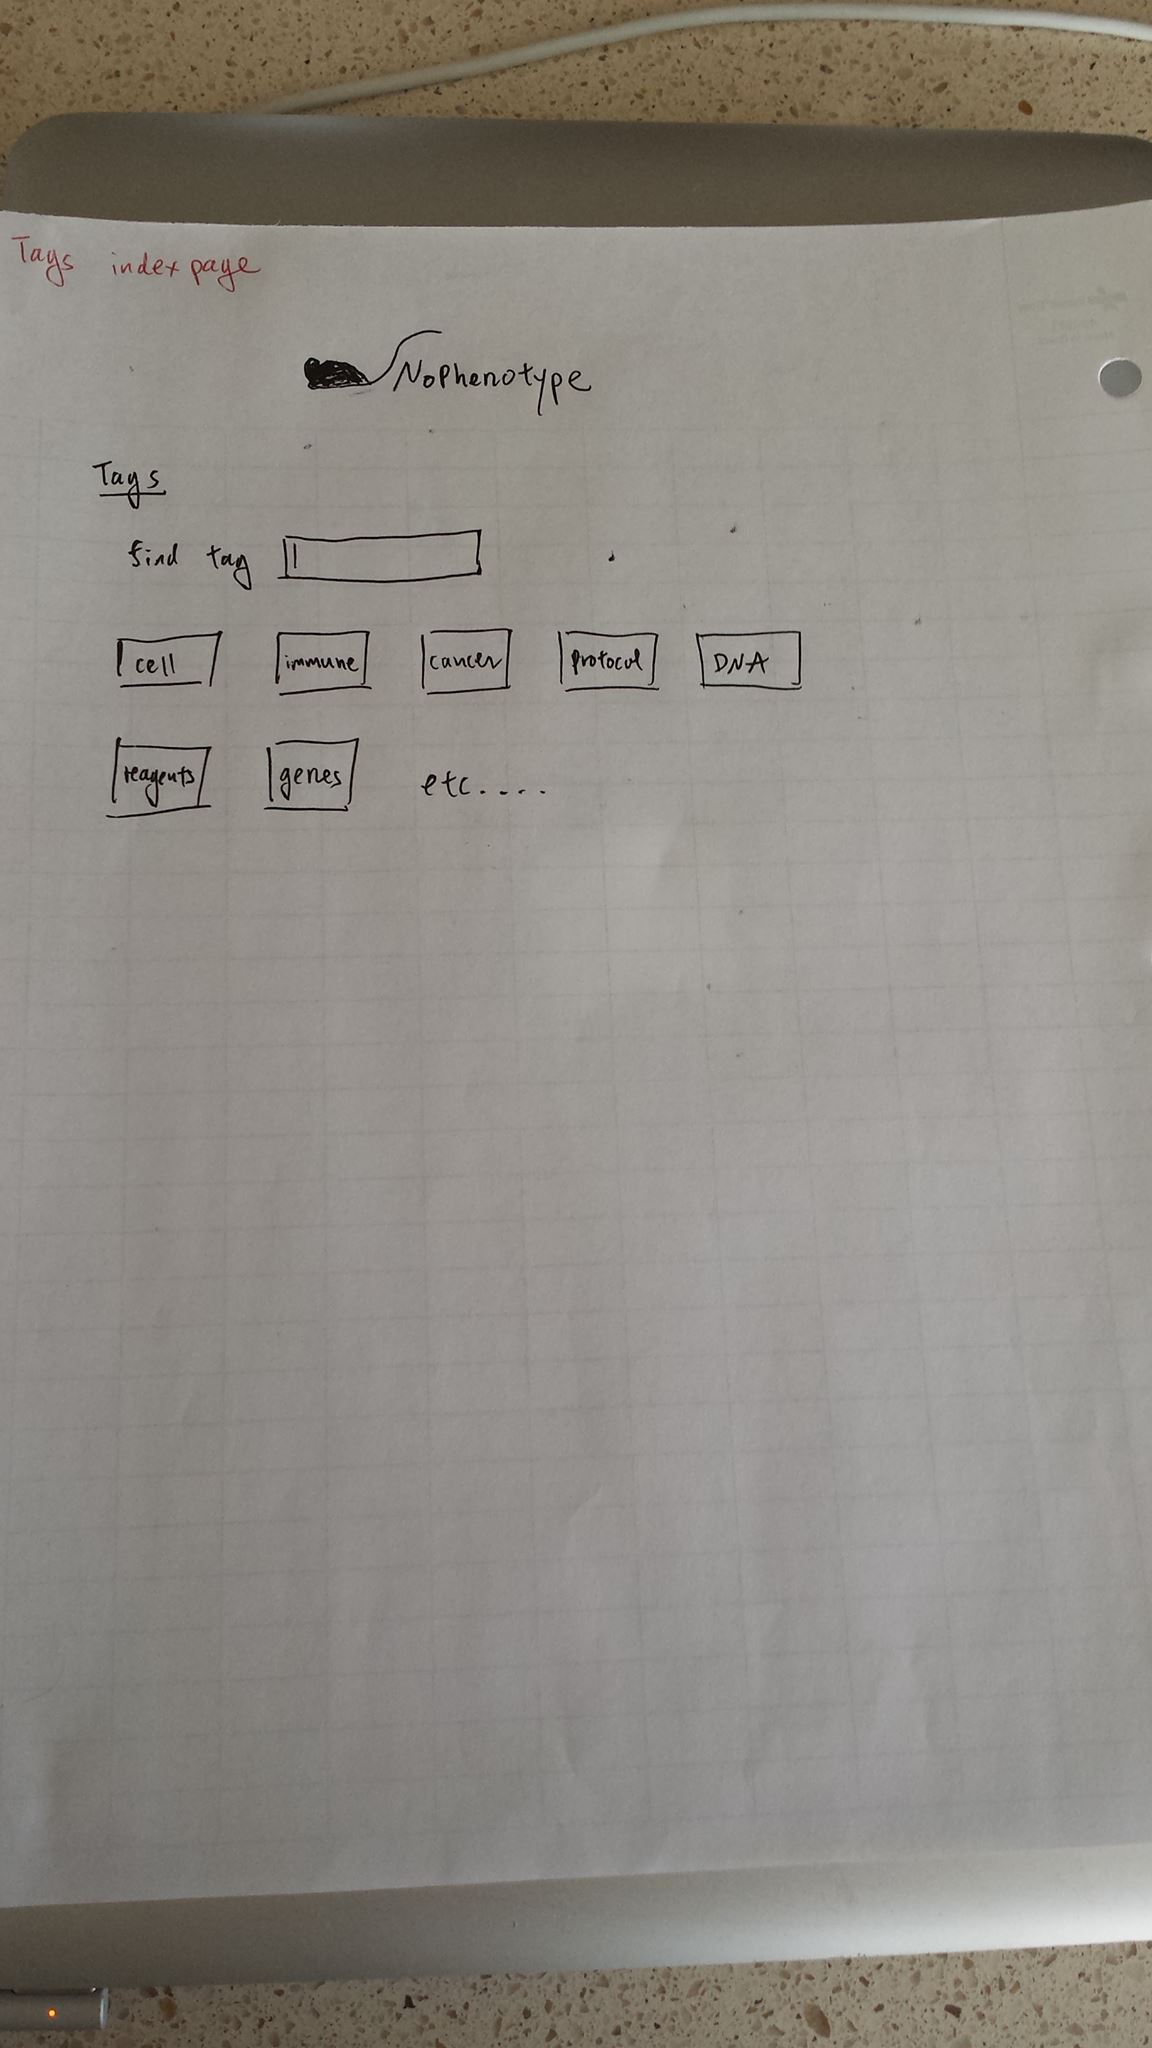 Tags index page
NoPhenotype
Tags
find tag
cell immune cancer protocol DNA
reagents genes etc....